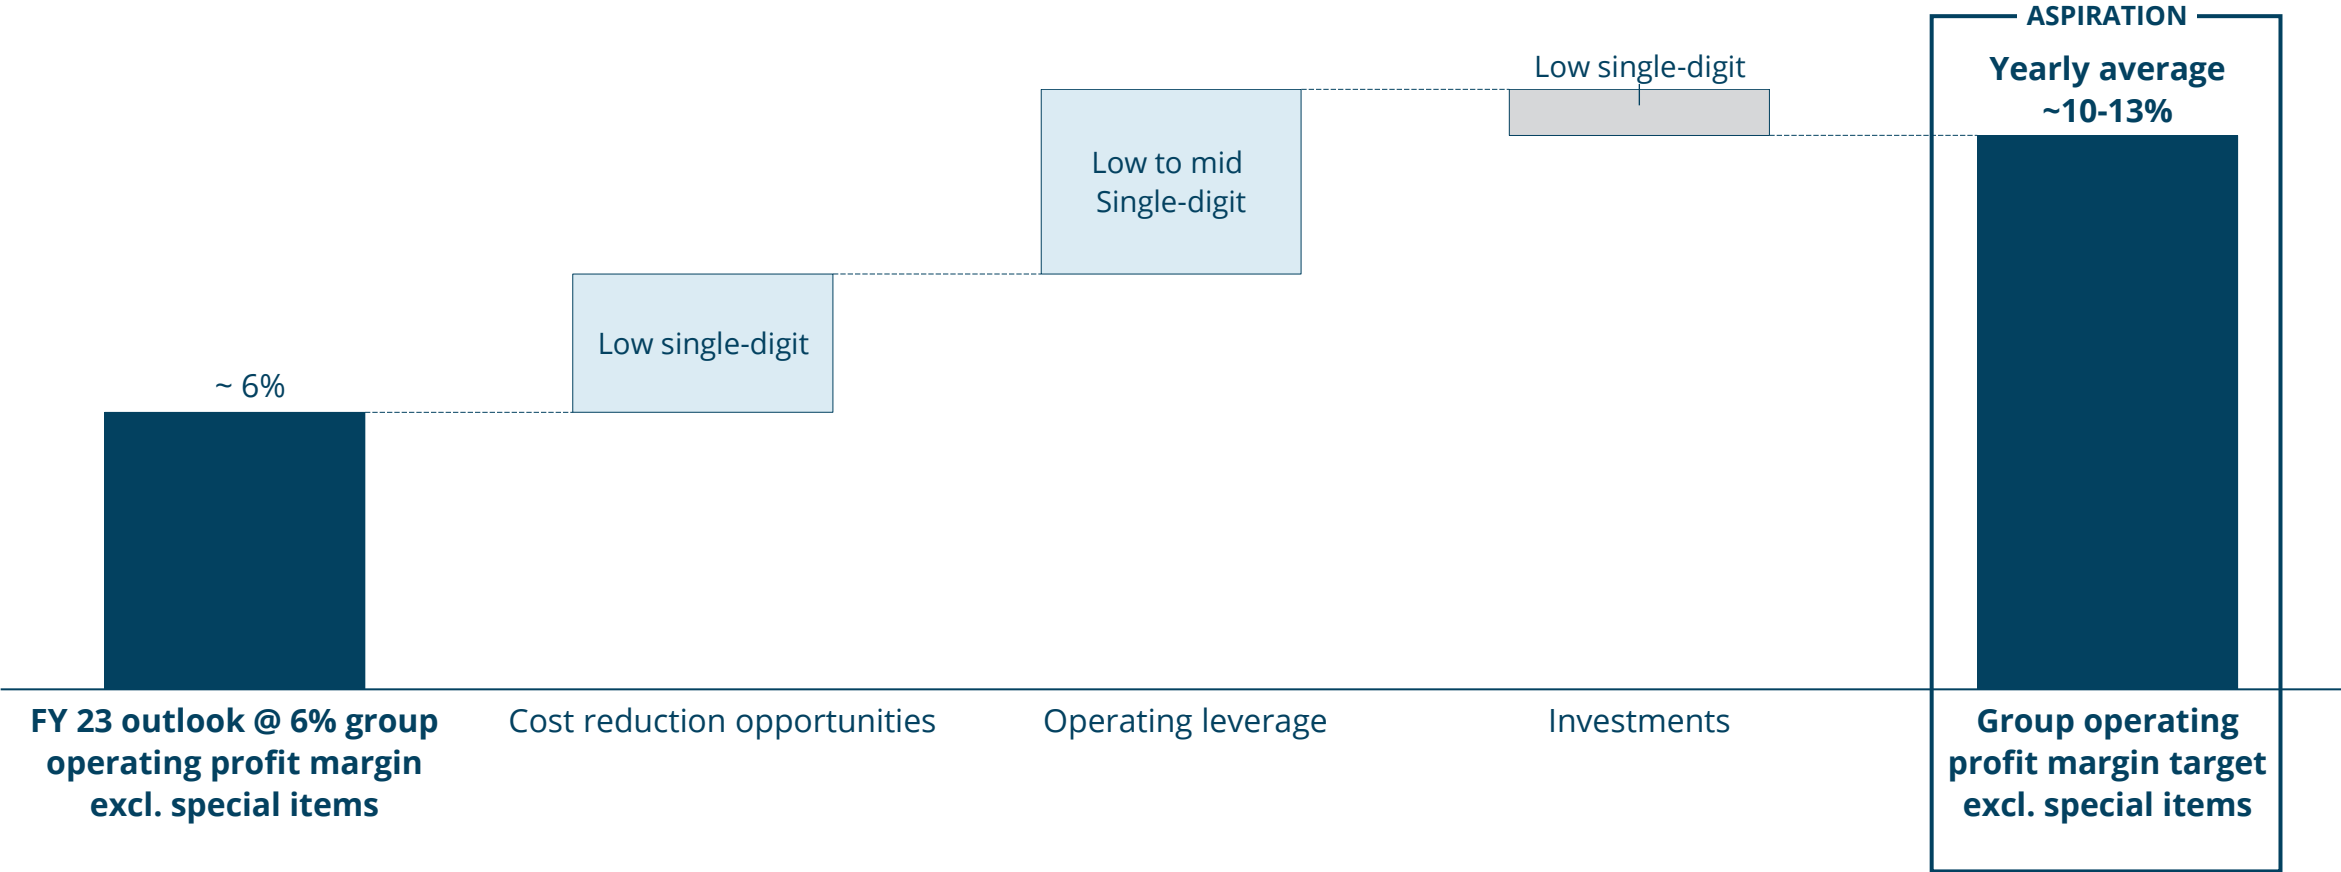 ASPIRATION
Yearly average
~10-13%
Low single-digit
Low to mid
Single-digit
Low single-digit
~ 6%
FY 23 outlook @ 6% group
operating profit margin
excl. special items
Cost reduction opportunities
Operating leverage
Investments
Group operating
profit margin target
excl. special items